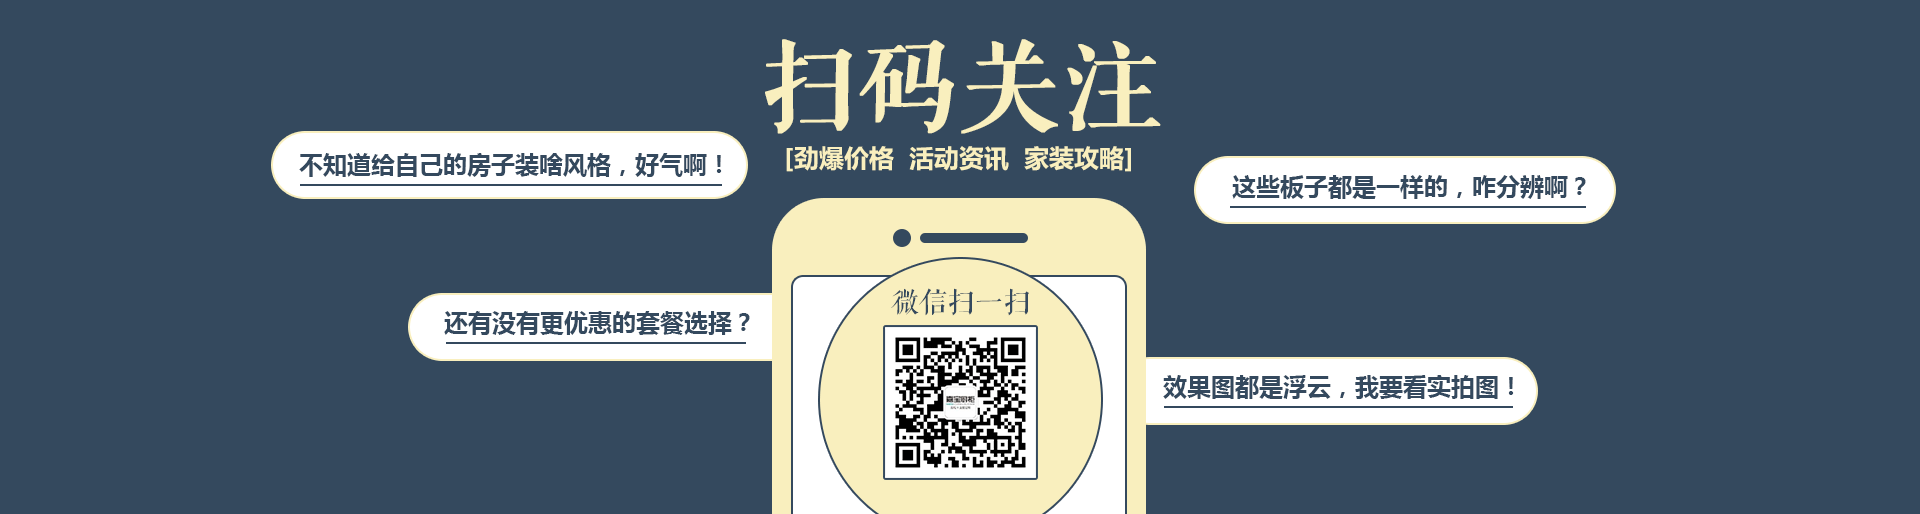 扫码关注
[劲爆价格 活动资讯 家装攻略]
不知道给自己的房子装啥风格，好气啊！
这些板子都是一样的，咋分辨啊？
还有没有更优惠的套餐选择？
微信扫一扫
效果图都是浮云，我要看实拍图！